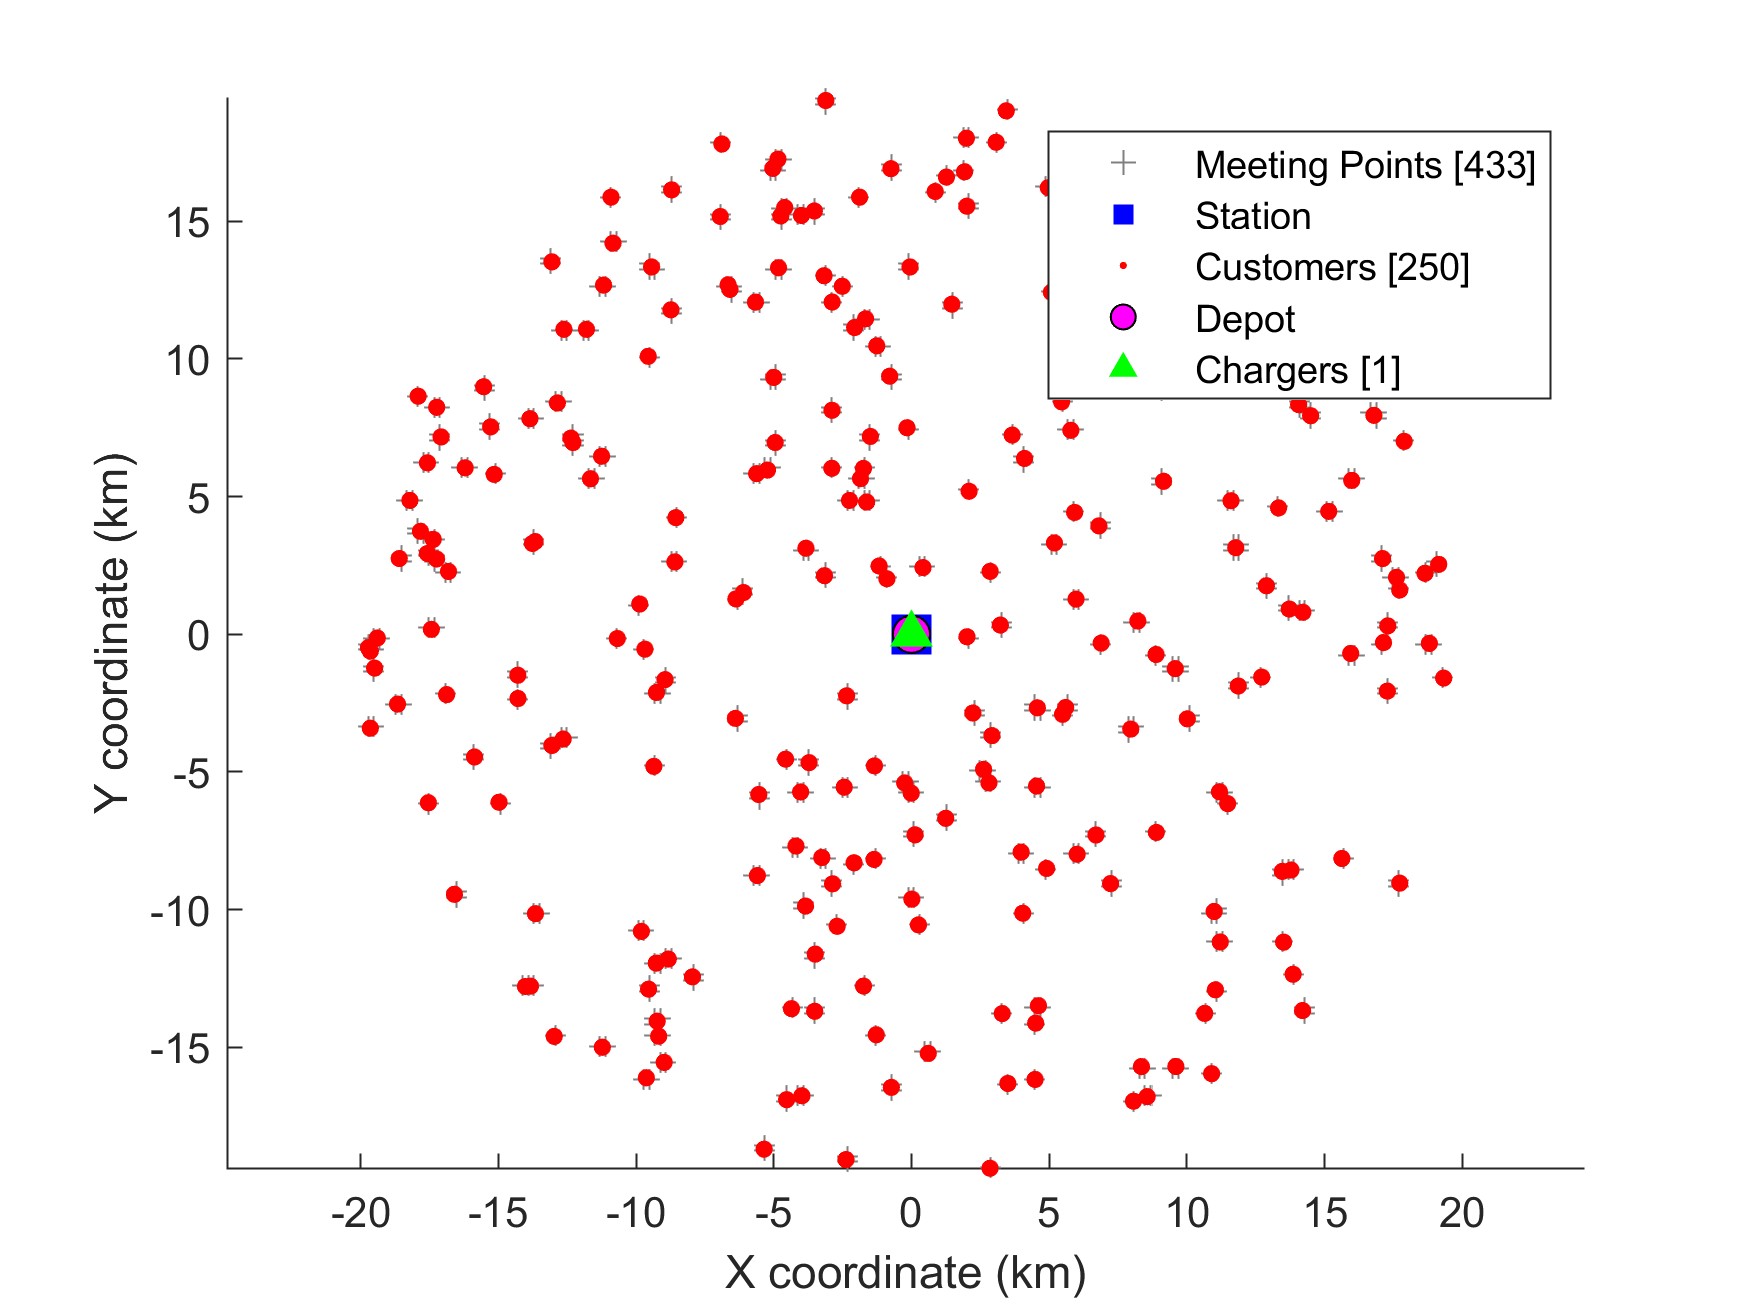 Meeting Points [433]
Station
Customers [250]
Depot
Chargers [1]
15
10
5
0
-5
-10
-15
Y coordinate (km)
-20 -15 -10 -5 0 5 10 15 20
X coordinate (km)